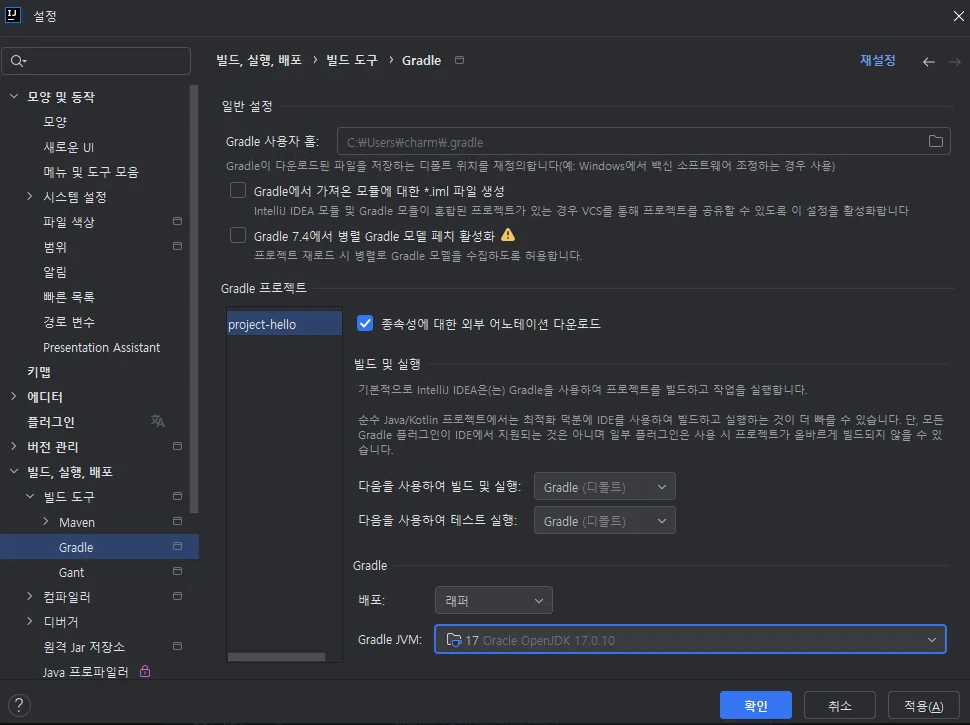 IJ 설정
빌드, 실행, 배포 › 빌드 도구 › Gradle
재설정
모양 및 동작
모양
새로운 UI
메뉴 및 도구 모음
시스템 설정
파일 색상
범위
알림
빠른 목록
경로 변수
Presentation Assistant
키맵
에디터
플러그인
버전 관리
빌드, 실행, 배포
빌드 도구
Maven
Gradle
Gant
컴파일러
디버거
원격 Jar 저장소
Java 프로파일러
일반 설정
Gradle 사용자 홈: C:₩Users₩charm₩.gradle
Gradle이 다운로드된 파일을 저장하는 디폴트 위치를 재정의합니다(예: Windows에서 백신 소프트웨어 조정하는 경우 사용)
Gradle에서 가져온 모듈에 대한 *.iml 파일 생성
IntelliJ IDEA 모듈 및 Gradle 모듈이 혼합된 프로젝트가 있는 경우 VCS를 통해 프로젝트를 공유할 수 있도록 이 설정을 활성화합니다
Gradle 7.4에서 병렬 Gradle 모델 페치 활성화
프로젝트 재로드 시 병렬로 Gradle 모델을 수집하도록 허용합니다.
Gradle 프로젝트
project-hello
종속성에 대한 외부 어노테이션 다운로드
빌드 및 실행
기본적으로 IntelliJ IDEA은(는) Gradle을 사용하여 프로젝트를 빌드하고 작업을 실행합니다.
순수 Java/Kotlin 프로젝트에서는 최적화 덕분에 IDE를 사용하여 빌드하고 실행하는 것이 더 빠를 수 있습니다. 단, 모든
Gradle 플러그인이 IDE에서 지원되는 것은 아니며 일부 플러그인은 사용 시 프로젝트가 올바르게 빌드되지 않을 수 있
습니다.
다음을 사용하여 빌드 및 실행: Gradle (디폴트)
다음을 사용하여 테스트 실행: Gradle (디폴트)
Gradle
배포: 래퍼
Gradle JVM: 17 Oracle OpenJDK 17.0.10
?
확인
취소
적용(A)